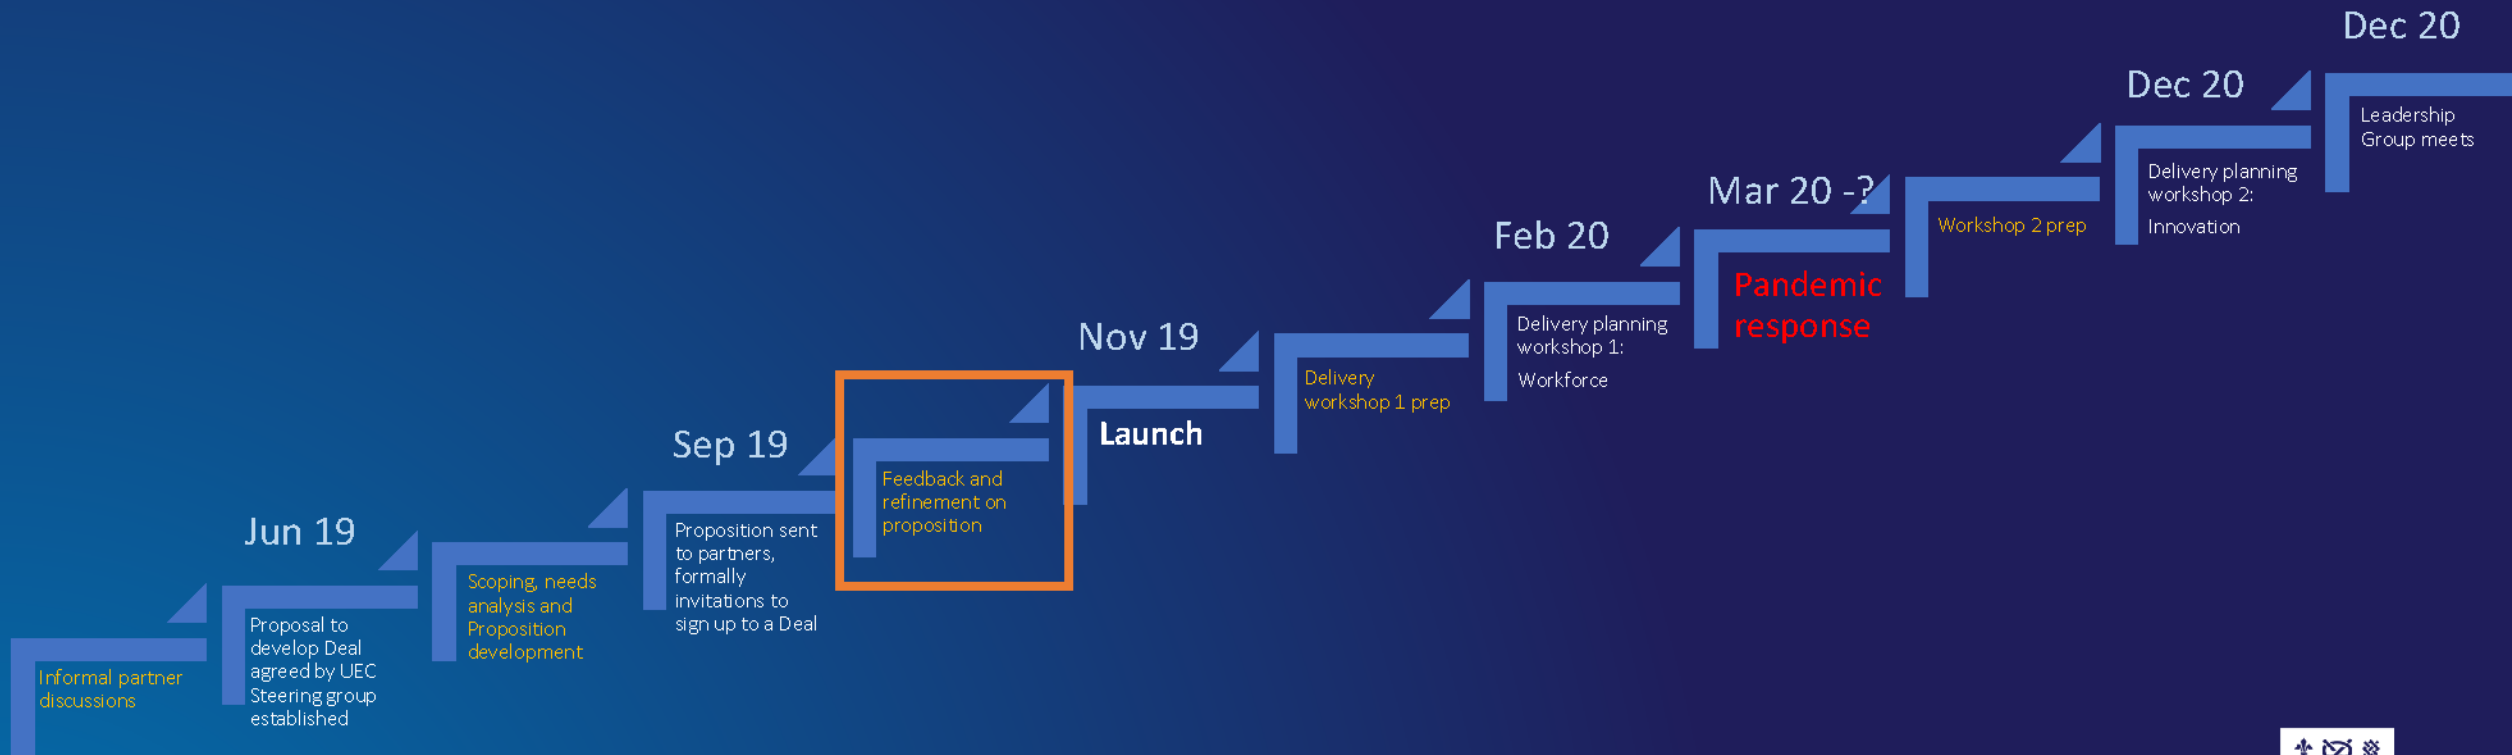 Informal partner
discussions
Jun 19
Proposal to
develop Deal
agreed by UEC
Steering group
established
Scoping, needs
analysis and
Proposition
development
Sep 19
Proposition sent
to partners,
formally
invitations to
sign up to a Deal
Feedback and
refinement on
proposition
Nov 19
Launch
Delivery
workshop 1 prep
Feb 20
Delivery planning
workshop 1:
Workforce
Mar 20 -?
Pandemic
response
Workshop 2 prep
Dec 20
Delivery planning
workshop 2:
Innovation
Dec 20
Leadership
Group meets